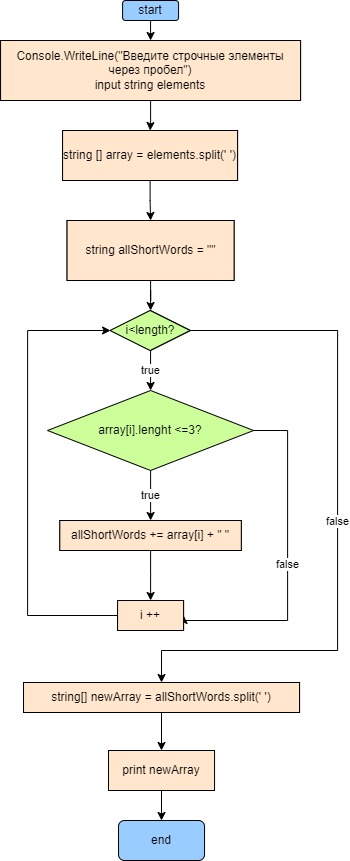 start
Console.WriteLine("Введите строчные элементы
через пробел")
input string elements
string [] array = elements.split(' ')
string allShortWords = ""
i<length?
true
array[i].lenght <=3?
true
allShortWords += array[i] + " "
false
i ++
false
string[] newArray = allShortWords.split(' ')
print newArray
end